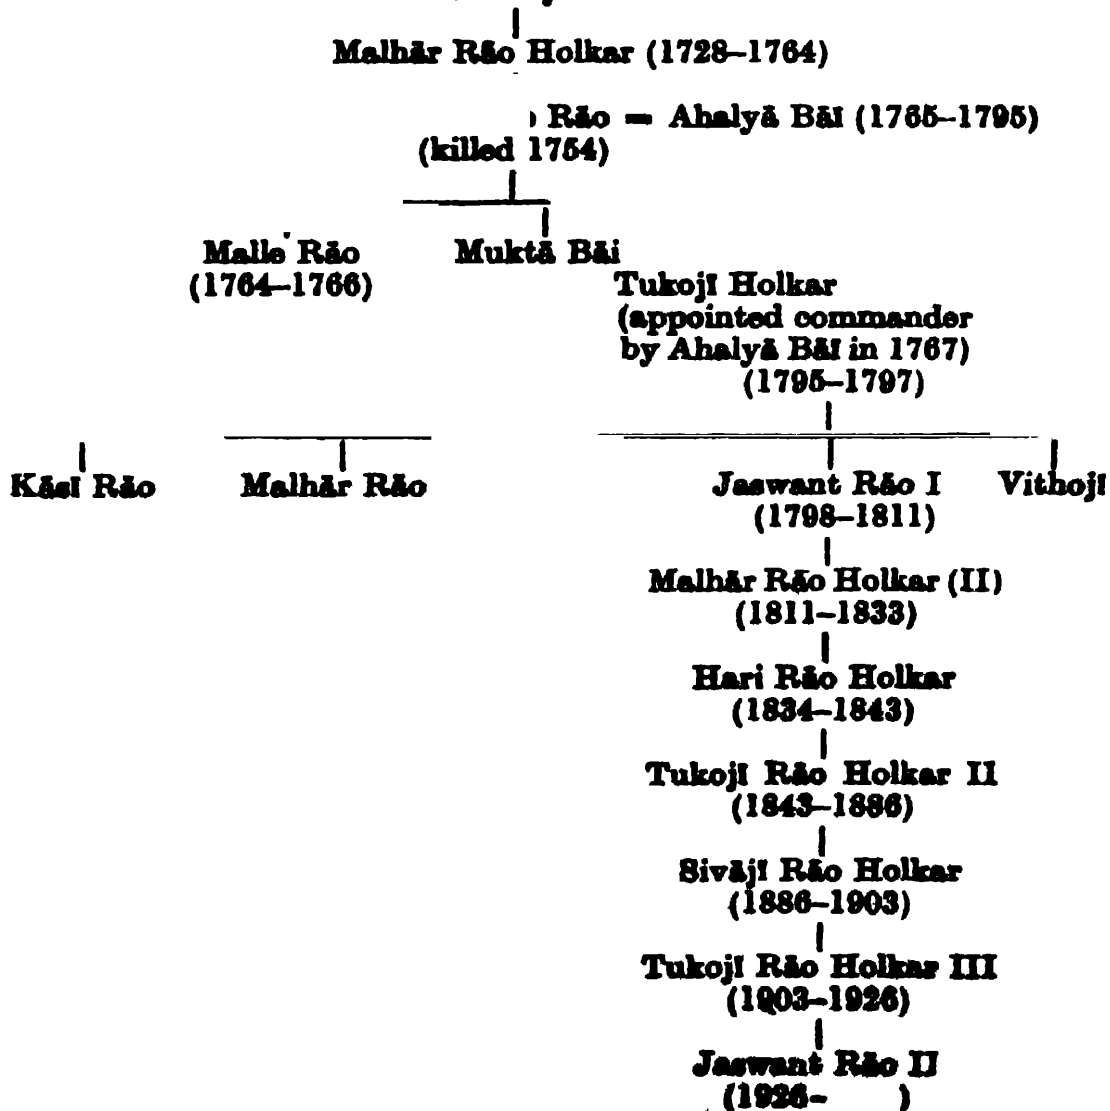 Malhār Rāo Holkar (1728–1764)
Rāo = Ahalyā Bāī (1765–1795)
(killed 1754)
Malle Rāo
(1764–1766)
Muktā Bāi
Tukojī Holkar
(appointed commander
by Ahalyā Bāī in 1767)
(1795–1797)
Kāsī Rāo
Malhār Rāo
Jaswant Rāo I
(1798–1811)
Vithojī
Malhār Rāo Holkar (II)
(1811–1833)
Hari Rāo Holkar
(1834–1843)
Tukojī Rāo Holkar II
(1843–1886)
Sivājī Rāo Holkar
(1886–1903)
Tukojī Rāo Holkar III
(1903–1926)
Jaswant Rāo II
(1926– )